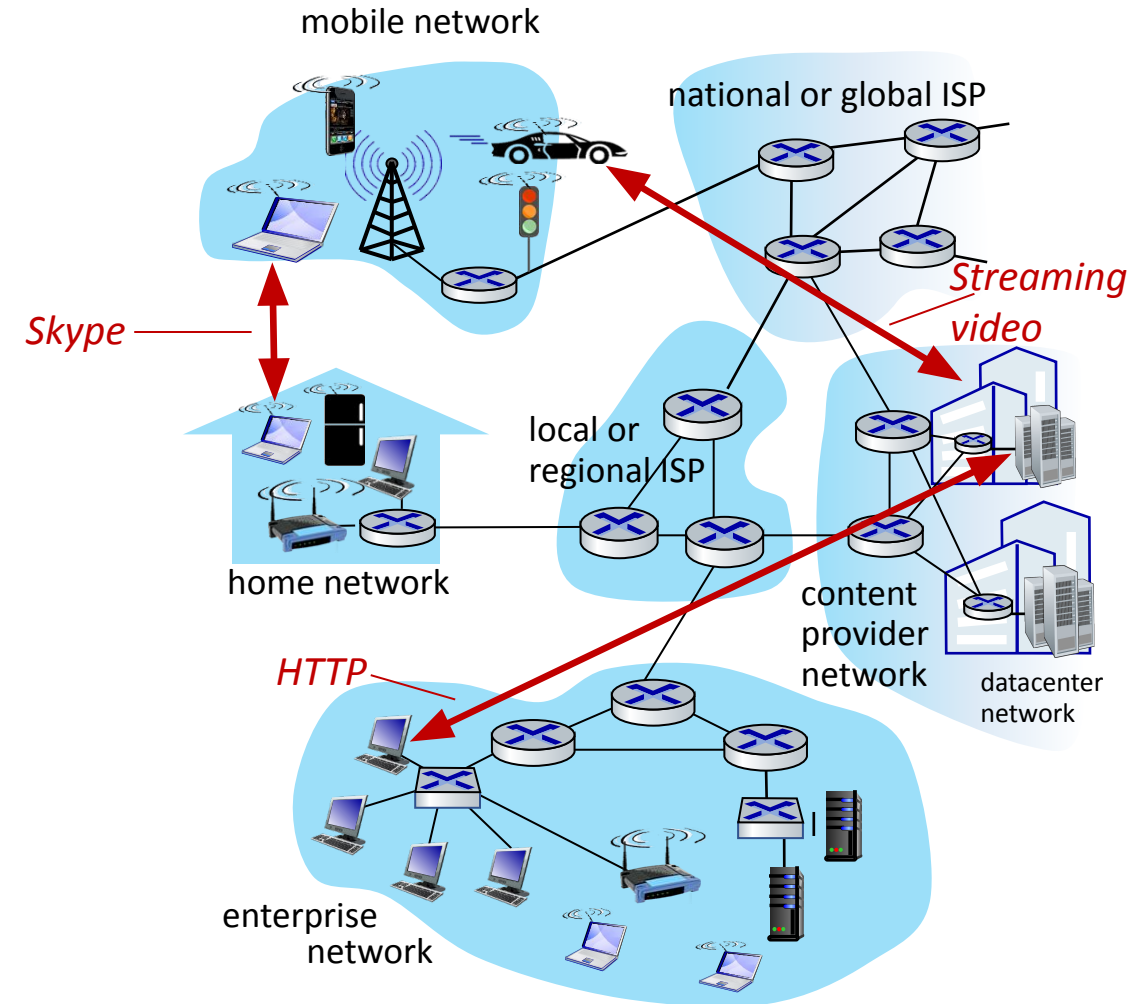 mobile network
national or global ISP
Streaming
video
Skype
local or
regional ISP
home network
content
provider
network
datacenter
network
HTTP
enterprise
network